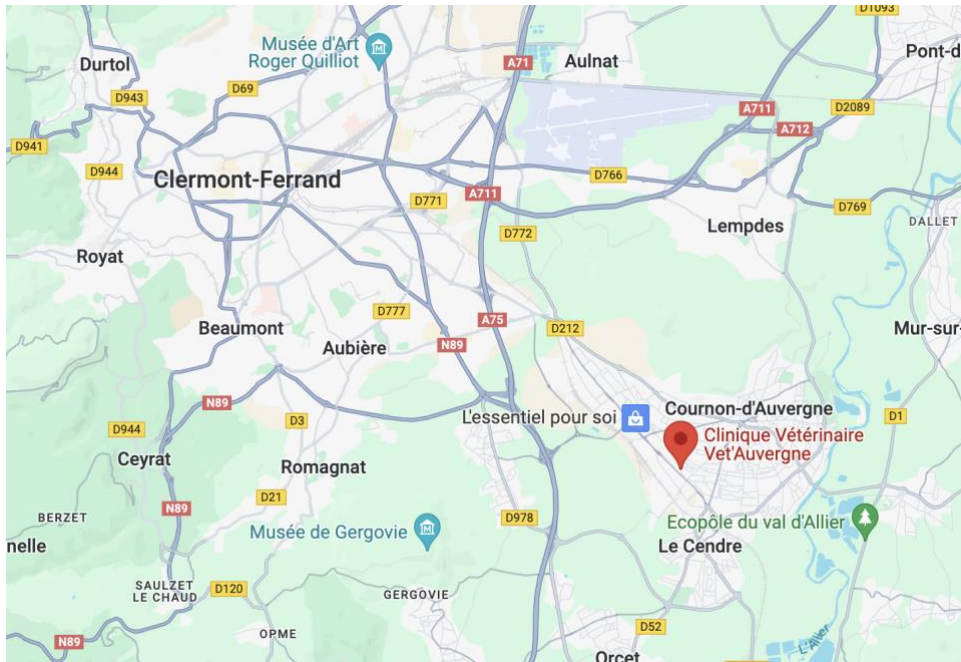 D1093
Musée d'Art
Roger Quilliot
Durtol
A71
Aulnat
Pont-d
D943
D69
A711
D2089
A712
D941
D944
Clermont-Ferrand
D766
D771
A711
D769
Lempdes
DALLET
D772
Royat
D777
A75
D212
Beaumont
Aubière
N89
Mur-sur-
N89
L'essentiel pour soi
Cournon-d'Auvergne
D1
D944
D3
Clinique Vétérinaire
Vet'Auvergne
Ceyrat
Romagnat
D21
N89
BERZET
Musée de Gergovie
D978
Ecopôle du val d'Allier
nelle
Le Cendre
SAULZET
LE CHAUD
D120
GERGOVIE
OPME
D52
N89
L'Allier
Orcet